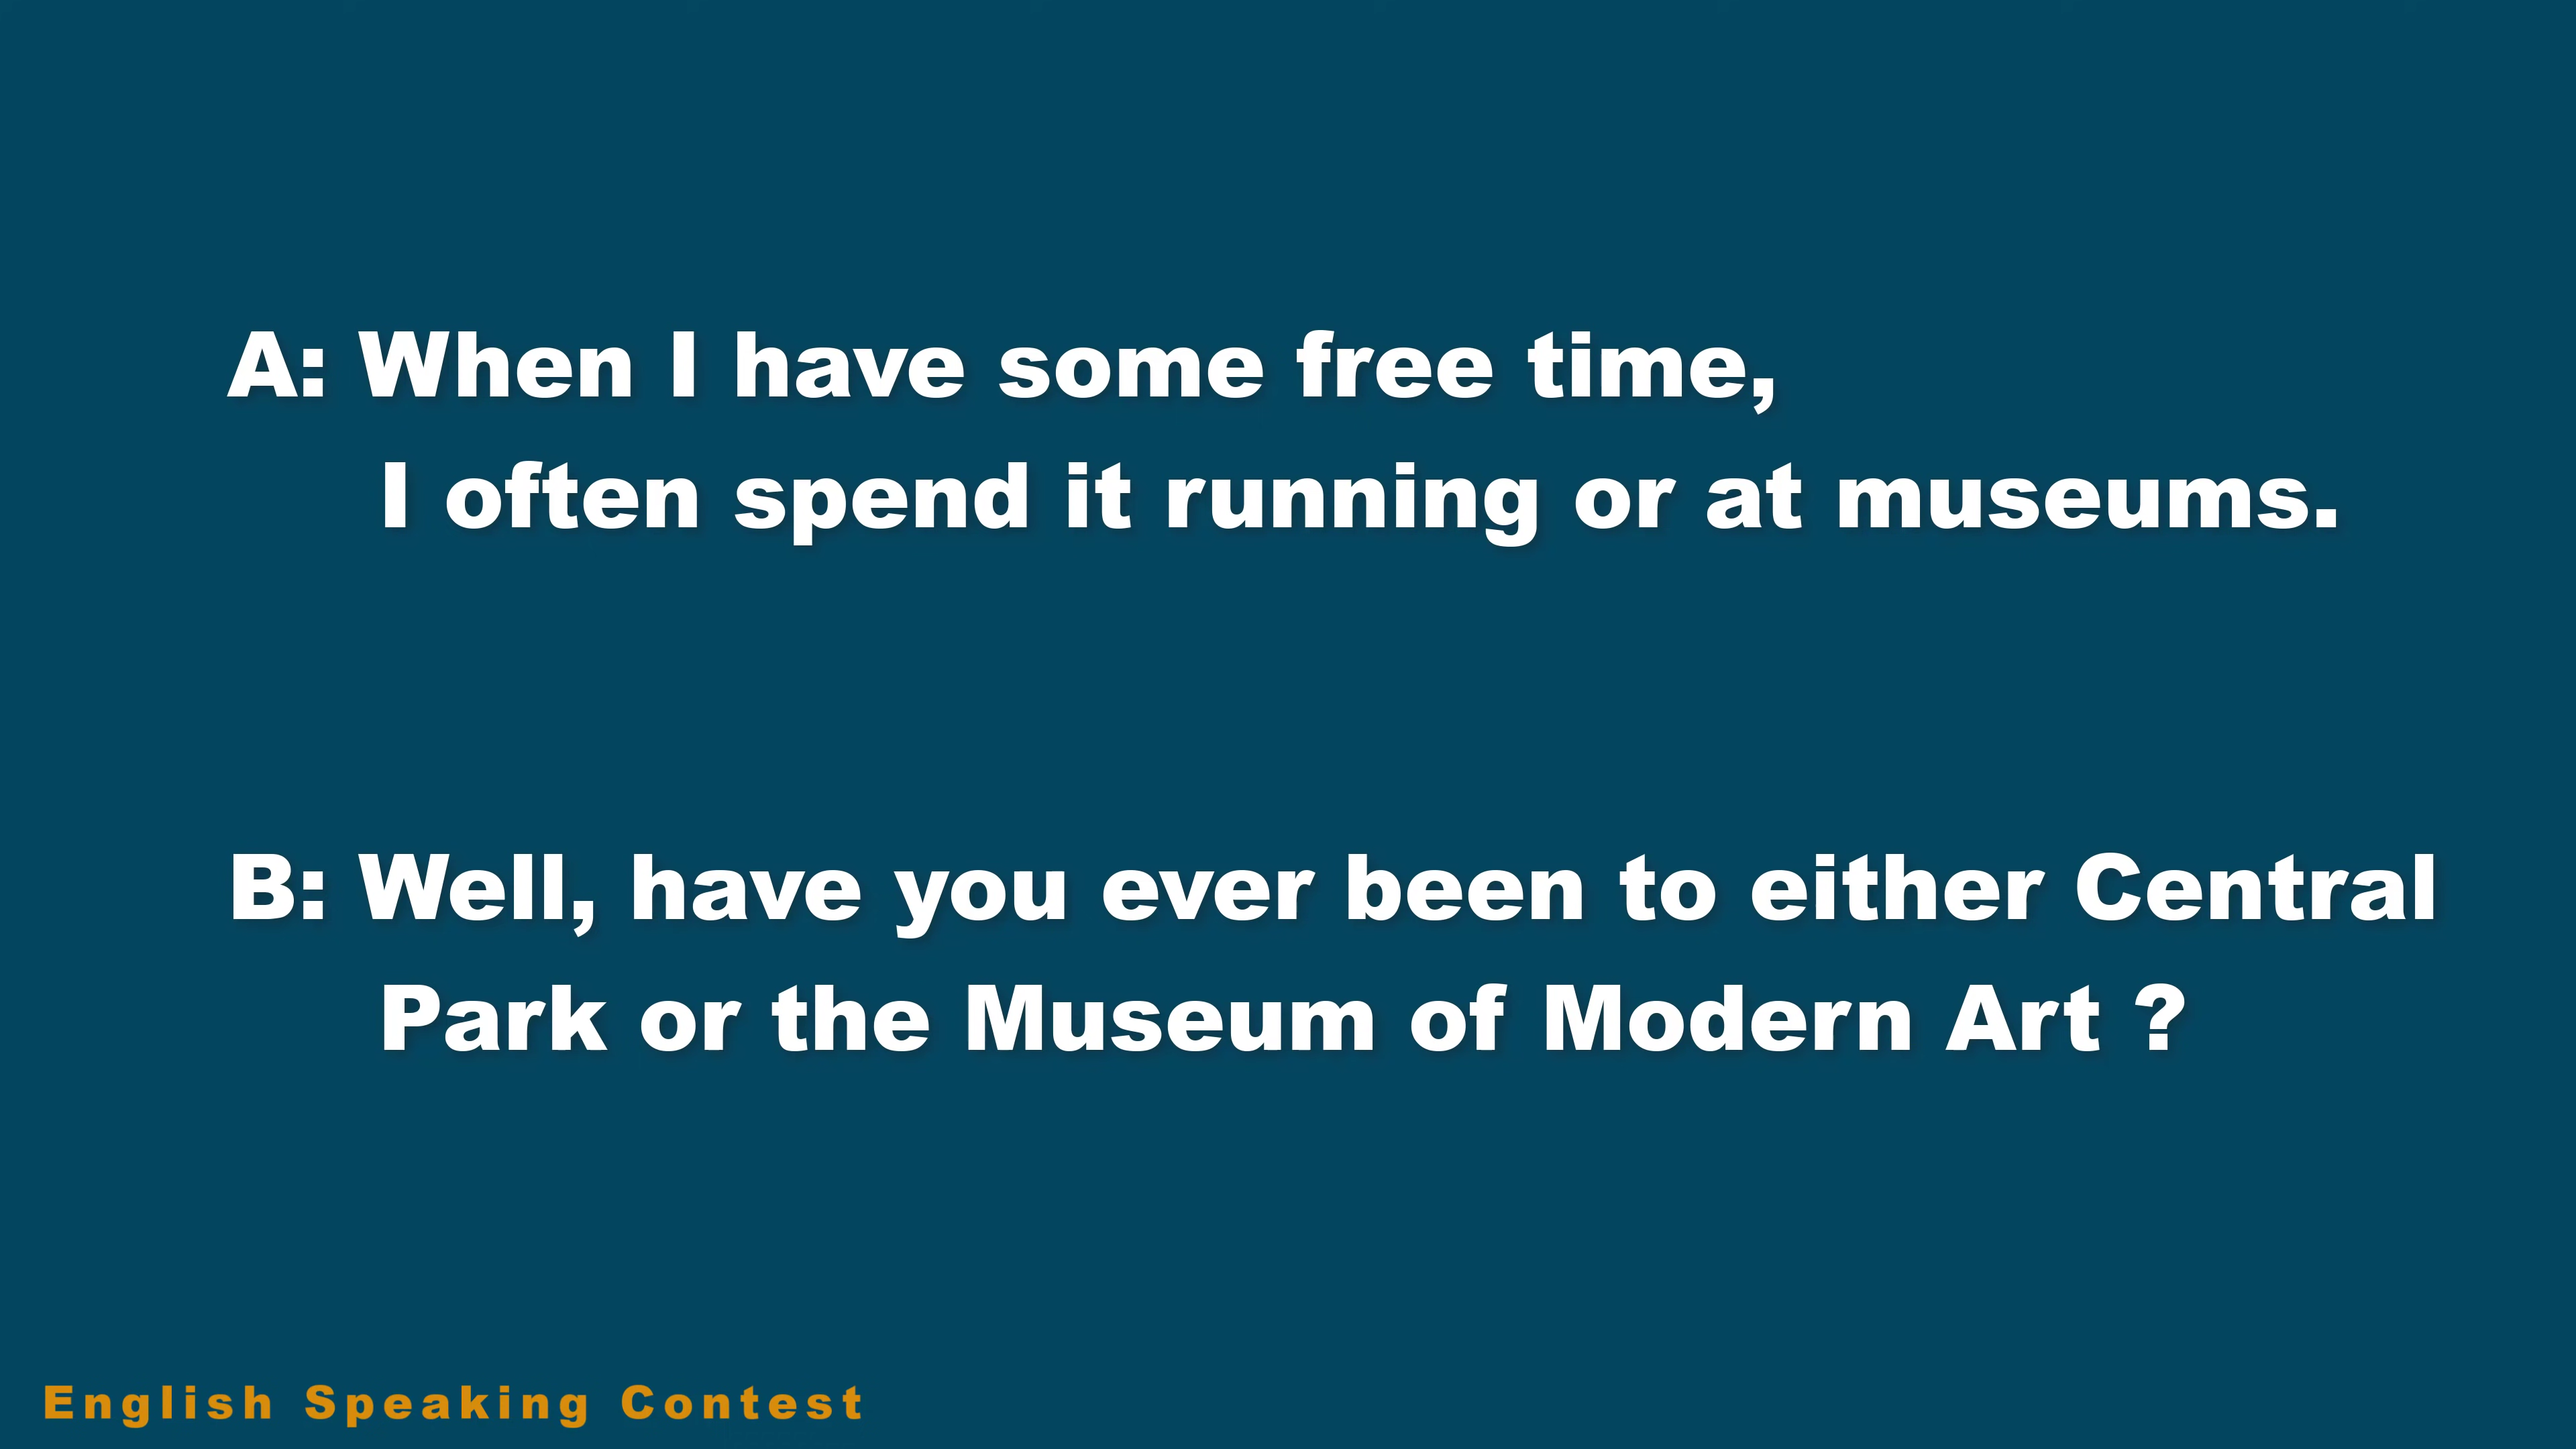 A: When I have some free time,
I often spend it running or at museums.
B: Well, have you ever been to either Central
Park or the Museum of Modern Art ?
English Speaking Contest